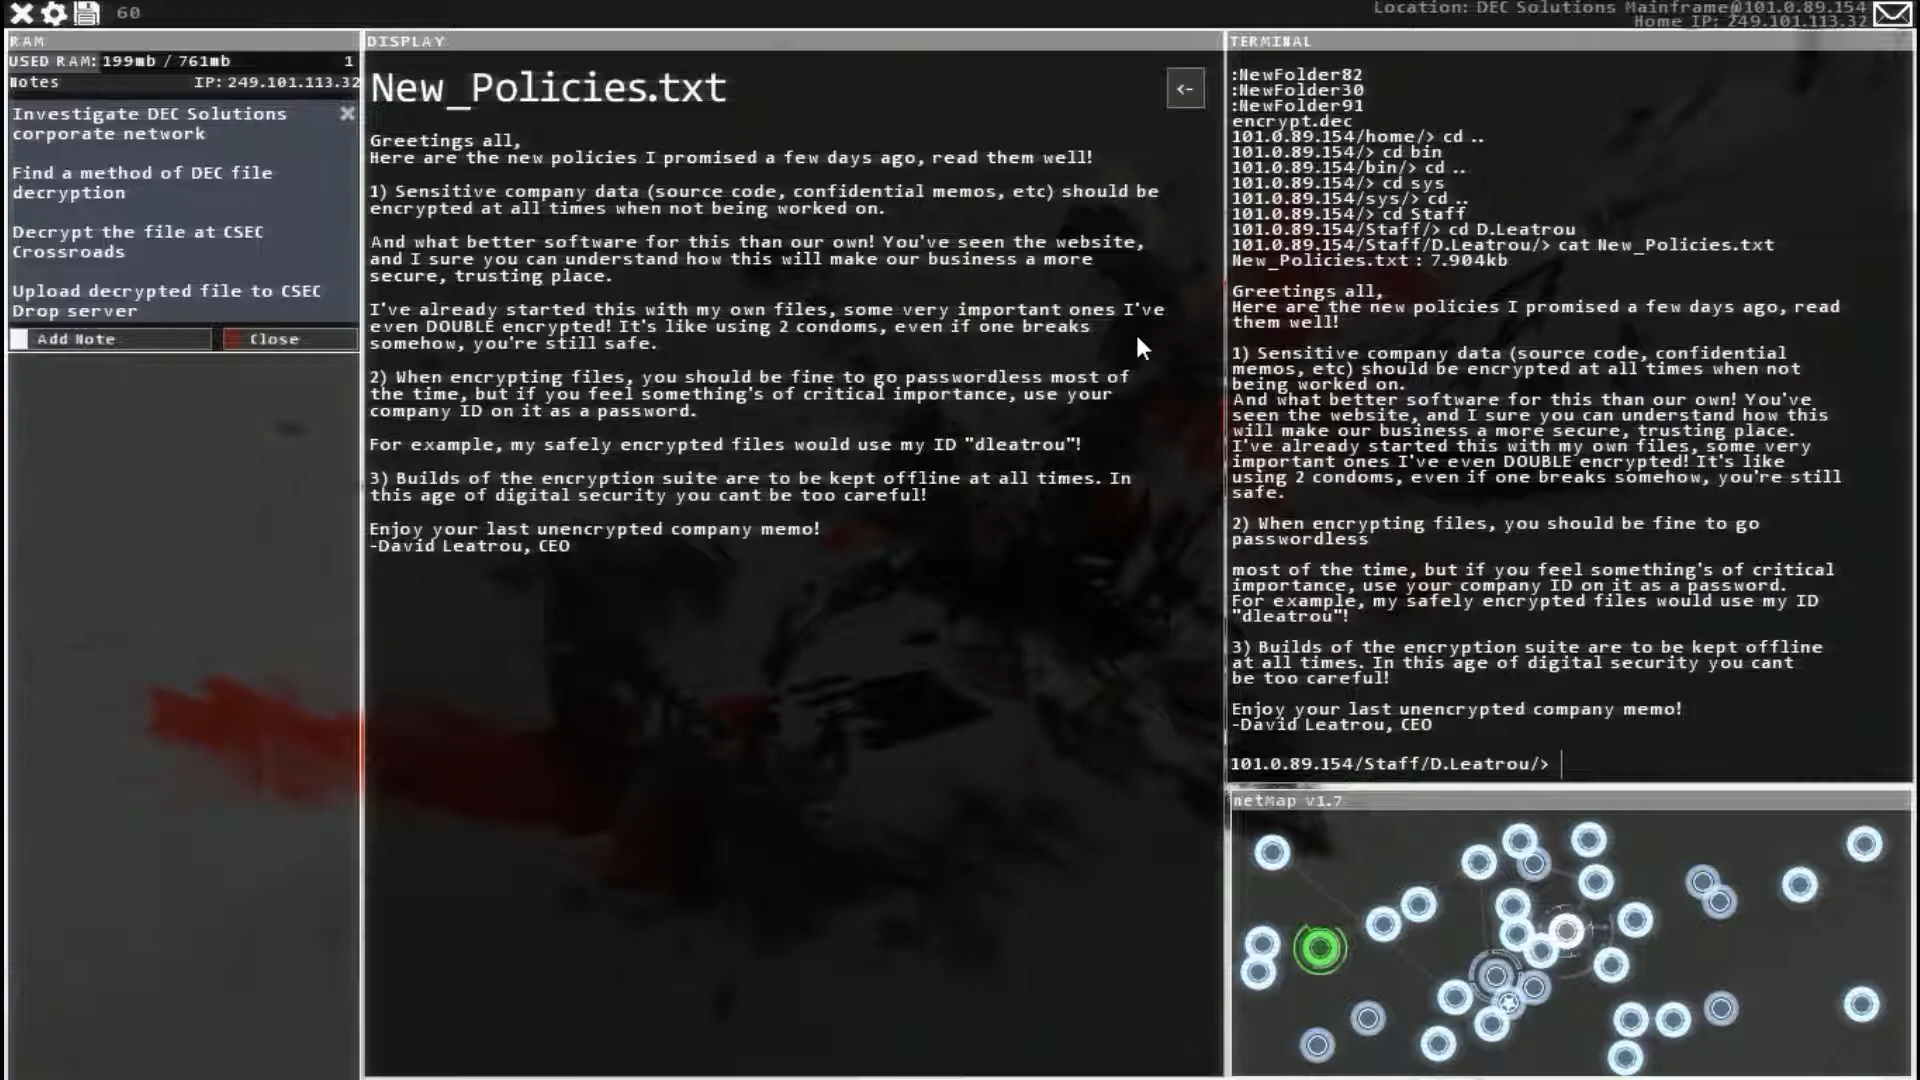 60
Location: DEC Solutions Mainframe@101.0.89.154
Home IP: 249.101.113.32
RAM
USED RAM: 199mb / 761mb 1
Notes IP: 249.101.113.32
Investigate DEC Solutions
corporate network
Find a method of DEC file
decryption
Decrypt the file at CSEC
Crossroads
Upload decrypted file to CSEC
Drop server
Add Note Close
DISPLAY
New_Policies.txt
<-
Greetings all,
Here are the new policies I promised a few days ago, read them well!
1) Sensitive company data (source code, confidential memos, etc) should be
encrypted at all times when not being worked on.
And what better software for this than our own! You've seen the website,
and I sure you can understand how this will make our business a more
secure, trusting place.
I've already started this with my own files, some very important ones I've
even DOUBLE encrypted! It's like using 2 condoms, even if one breaks
somehow, you're still safe.
2) When encrypting files, you should be fine to go passwordless most of
the time, but if you feel something's of critical importance, use your
company ID on it as a password.
For example, my safely encrypted files would use my ID "dleatrou"!
3) Builds of the encryption suite are to be kept offline at all times. In
this age of digital security you cant be too careful!
Enjoy your last unencrypted company memo!
-David Leatrou, CEO
TERMINAL
:NewFolder82
:NewFolder30
:NewFolder91
encrypt.dec
101.0.89.154/home/> cd ..
101.0.89.154/> cd bin
101.0.89.154/bin/> cd ..
101.0.89.154/> cd sys
101.0.89.154/sys/> cd ..
101.0.89.154/> cd Staff
101.0.89.154/Staff/> cd D.Leatrou
101.0.89.154/Staff/D.Leatrou/> cat New_Policies.txt
New_Policies.txt : 7.904kb
Greetings all,
Here are the new policies I promised a few days ago, read
them well!
1) Sensitive company data (source code, confidential
memos, etc) should be encrypted at all times when not
being worked on.
And what better software for this than our own! You've
seen the website, and I sure you can understand how this
will make our business a more secure, trusting place.
I've already started this with my own files, some very
important ones I've even DOUBLE encrypted! It's like
using 2 condoms, even if one breaks somehow, you're still
safe.
2) When encrypting files, you should be fine to go
passwordless
most of the time, but if you feel something's of critical
importance, use your company ID on it as a password.
For example, my safely encrypted files would use my ID
"dleatrou"!
3) Builds of the encryption suite are to be kept offline
at all times. In this age of digital security you cant
be too careful!
Enjoy your last unencrypted company memo!
-David Leatrou, CEO
101.0.89.154/Staff/D.Leatrou/>
netMap v1.7